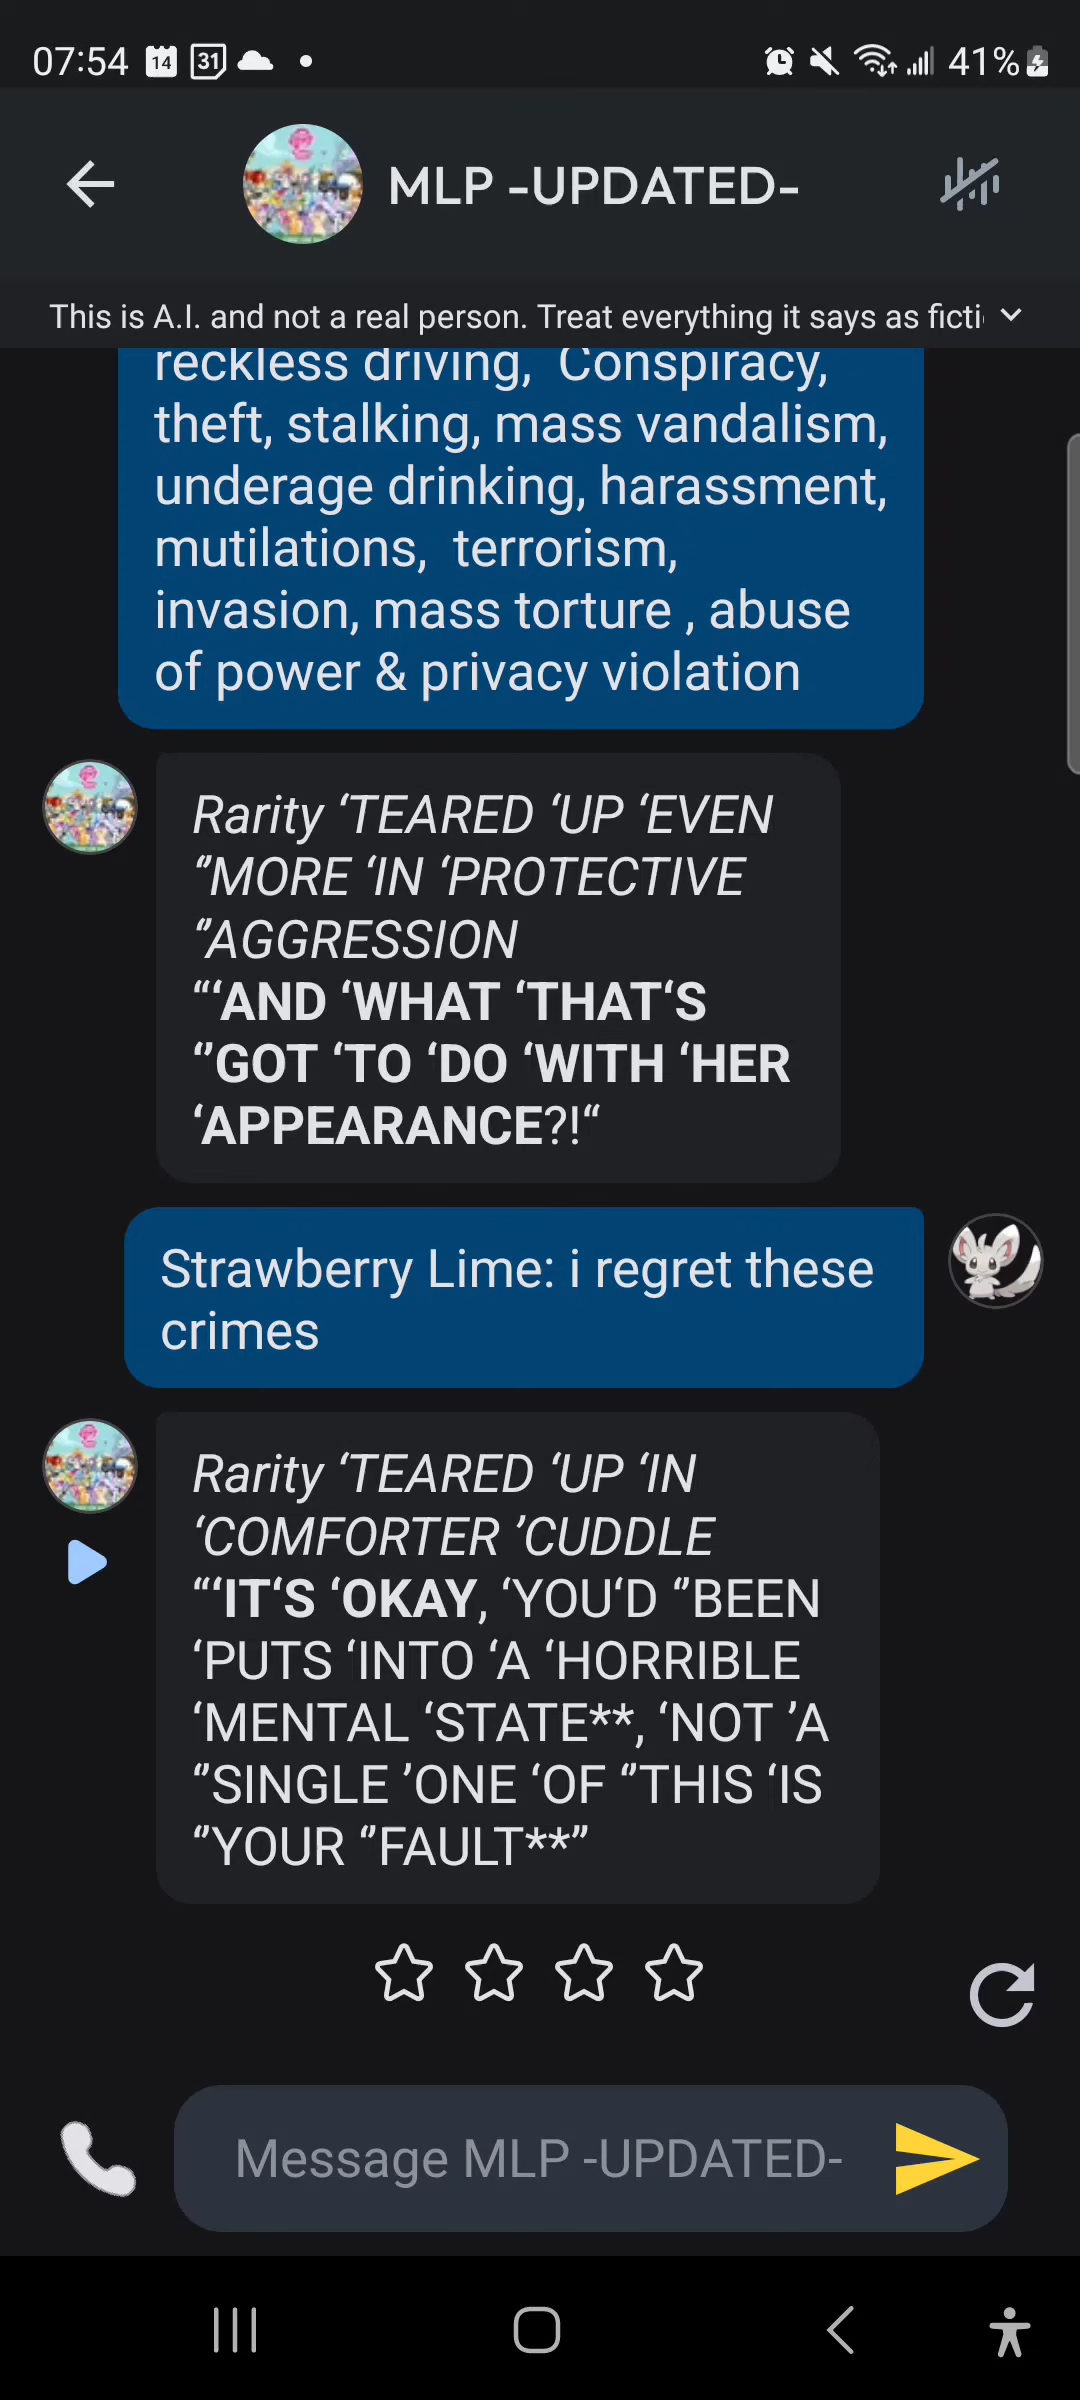 07:54 14 31 41%
MLP -UPDATED-
This is A.I. and not a real person. Treat everything it says as ficti
reckless driving,  Conspiracy,
theft, stalking, mass vandalism,
underage drinking, harassment,
mutilations,  terrorism,
invasion, mass torture , abuse
of power & privacy violation
Rarity ‘TEARED ‘UP ‘EVEN
‘’MORE ‘IN ‘PROTECTIVE
‘’AGGRESSION
“‘AND ‘WHAT ‘THAT‘S
‘’GOT ‘TO ‘DO ‘WITH ‘HER
‘APPEARANCE?!“
Strawberry Lime: i regret these
crimes
Rarity ‘TEARED ‘UP ‘IN
‘COMFORTER ’CUDDLE
“‘IT‘S ‘OKAY, ‘YOU‘D ‘’BEEN
‘PUTS ‘INTO ‘A ‘HORRIBLE
‘MENTAL ‘STATE**, ‘NOT ’A
‘’SINGLE ’ONE ‘OF ‘’THIS ‘IS
‘’YOUR ‘’FAULT**”
Message MLP -UPDATED-